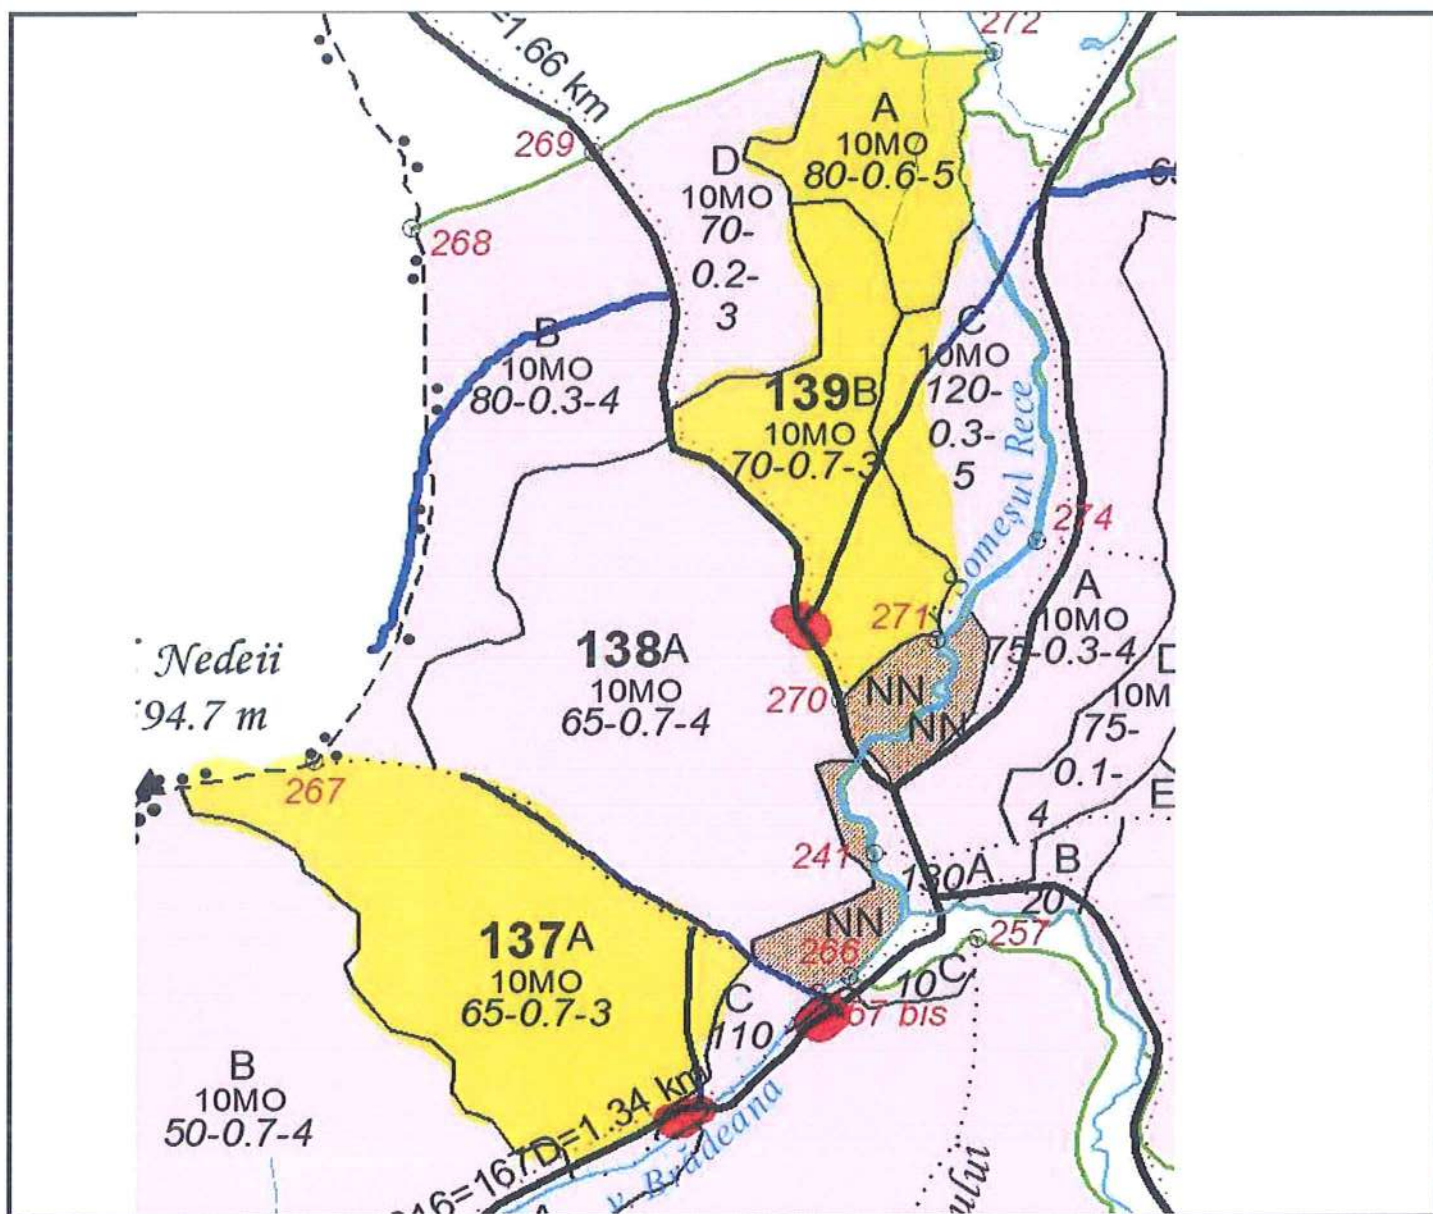 272
=1.66 km
A
10MO
80-0.6-5
269
D
10MO
70-
0.2-
3
268
B
10MO
80-0.3-4
C
10MO
120-
0.3-
5
139B
10MO
70-0.7-3
Someșul Rece
274
271
A
10MO
75-0.3-4
138A
10MO
65-0.7-4
Nedeii
94.7 m
270
NN
NN
D
10M
75-
0.1-
4
E
267
241
130A
B
20
NN
266
257
137A
10MO
65-0.7-3
C
110
10C
67 bis
B
10MO
50-0.7-4
16=167D=1.34 km
v. Brădeana
ului